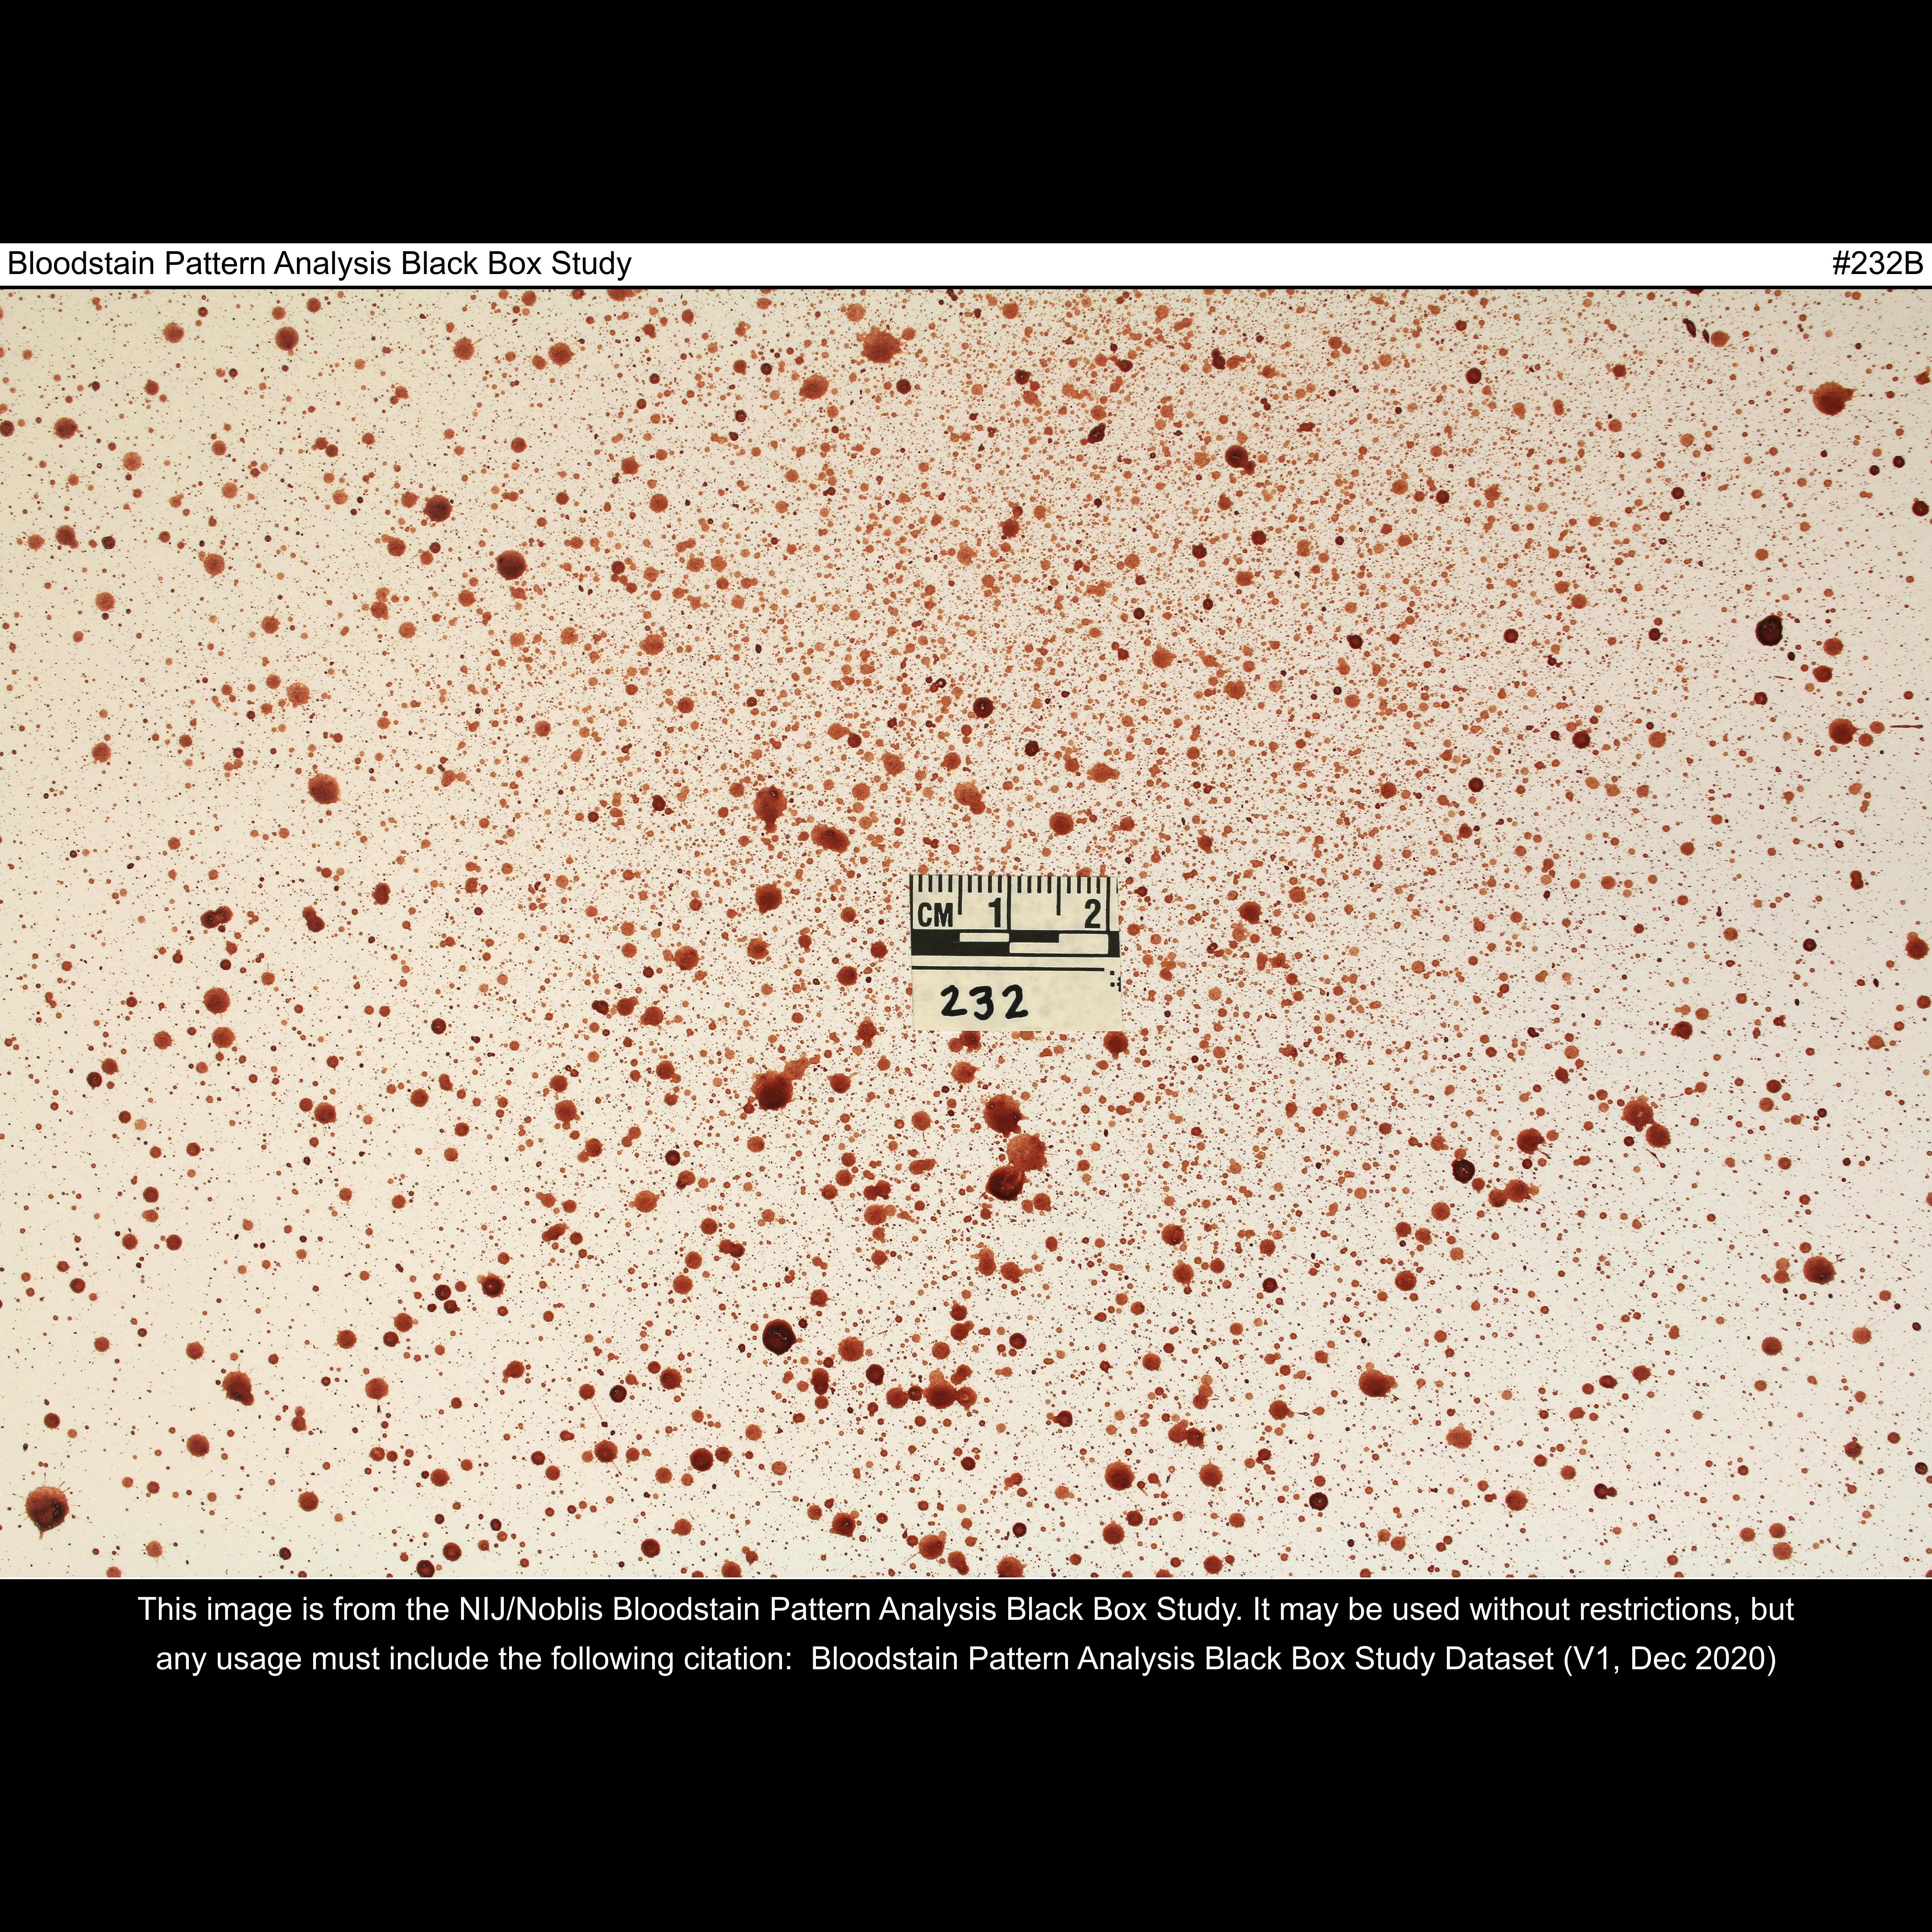 Bloodstain Pattern Analysis Black Box Study #232B
CM 1 2
232
This image is from the NIJ/Noblis Bloodstain Pattern Analysis Black Box Study. It may be used without restrictions, but
any usage must include the following citation: Bloodstain Pattern Analysis Black Box Study Dataset (V1, Dec 2020)